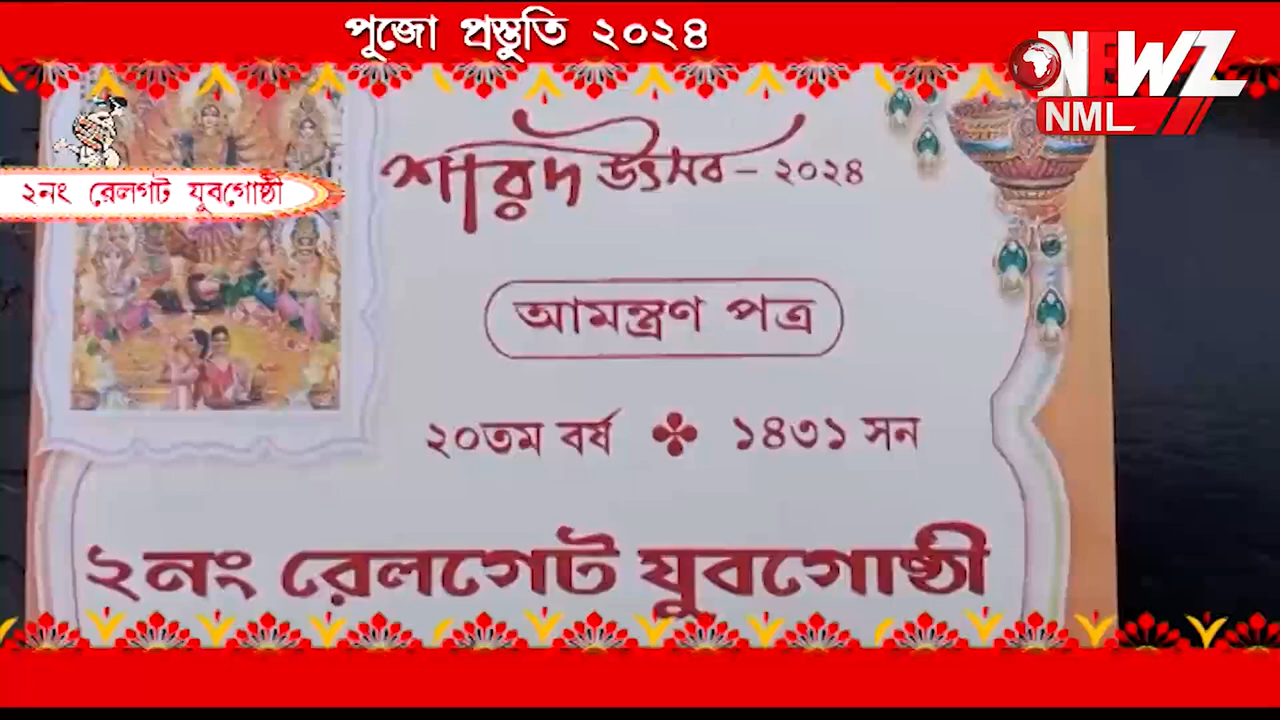 পুজো প্রস্তুতি ২০২৪
NEWZ
NML
২নং রেলগট যুবগোষ্ঠী
শারদ উৎসব - ২০২৪
আমন্ত্রণ পত্র
২০তম বর্ষ ১৪৩১ সন
২নং রেলগেট যুবগোষ্ঠী